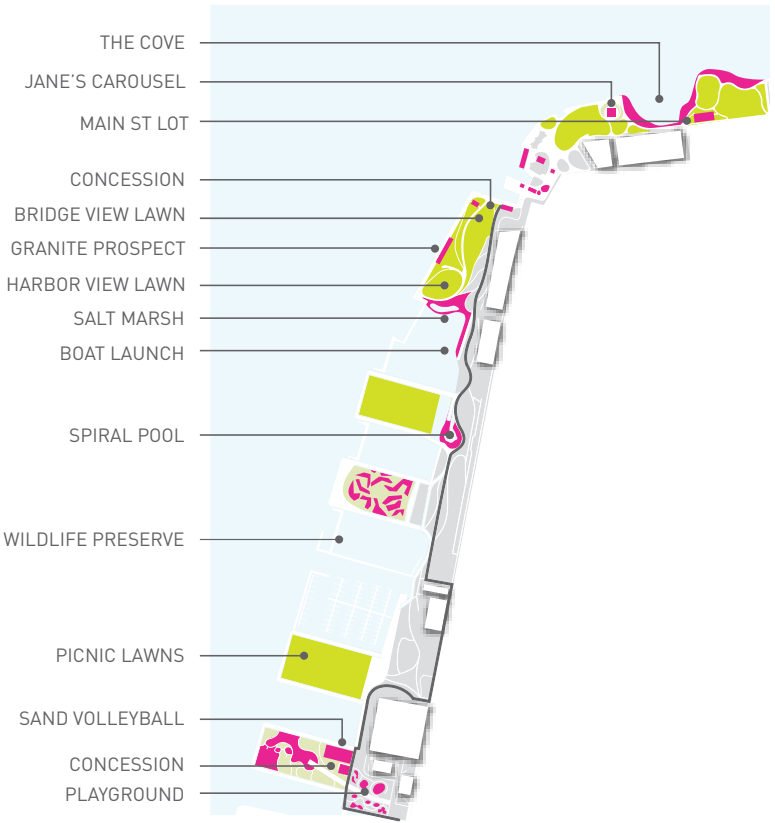 THE COVE
JANE'S CAROUSEL
MAIN ST LOT
CONCESSION
BRIDGE VIEW LAWN
GRANITE PROSPECT
HARBOR VIEW LAWN
SALT MARSH
BOAT LAUNCH
SPIRAL POOL
WILDLIFE PRESERVE
PICNIC LAWNS
SAND VOLLEYBALL
CONCESSION
PLAYGROUND